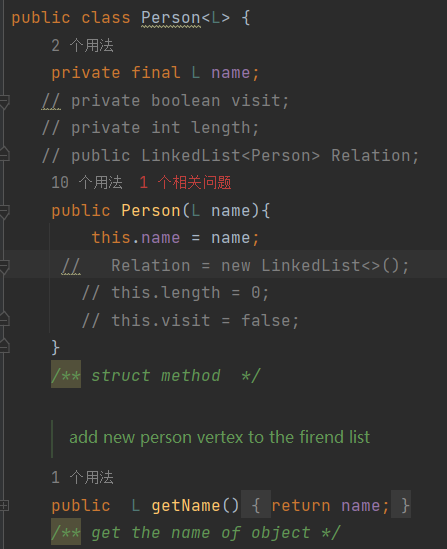 public class Person<L> {
2 个用法
private final L name;
// private boolean visit;
// private int length;
// public LinkedList<Person> Relation;
10 个用法 1 个相关问题
public Person(L name){
this.name = name;
//   Relation = new LinkedList<>();
// this.length = 0;
// this.visit = false;
}
/** struct method  */
add new person vertex to the firend list
1 个用法
public  L getName() { return name; }
/** get the name of object */